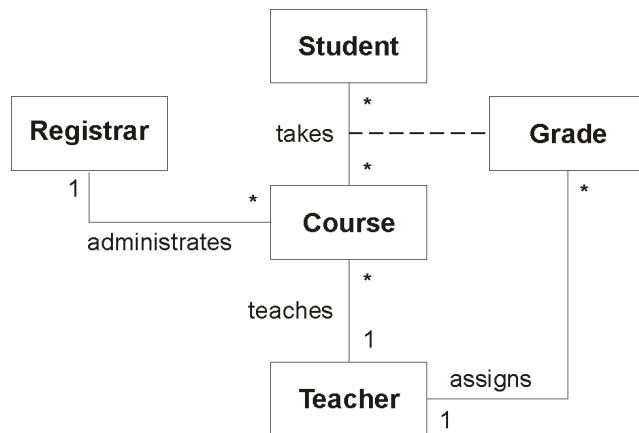 Student
*
Registrar
takes
Grade
*
1
*
*
Course
administrates
*
teaches
1
Teacher
assigns
1